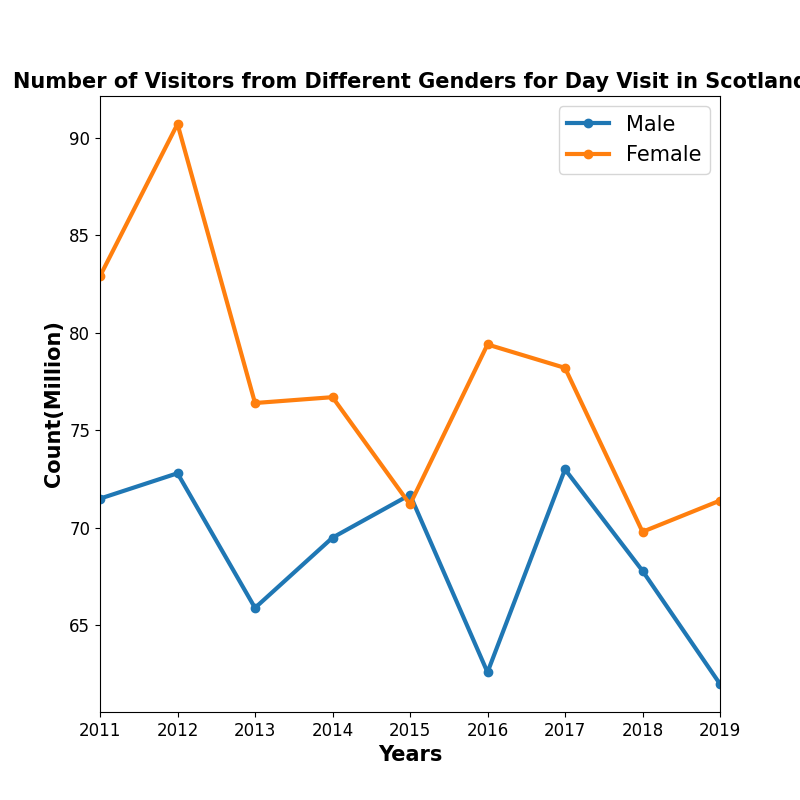 Number of Visitors from Different Genders for Day Visit in Scotland
Male
Female
90
85
80
75
70
65
Count(Million)
2011 2012 2013 2014 2015 2016 2017 2018 2019
Years